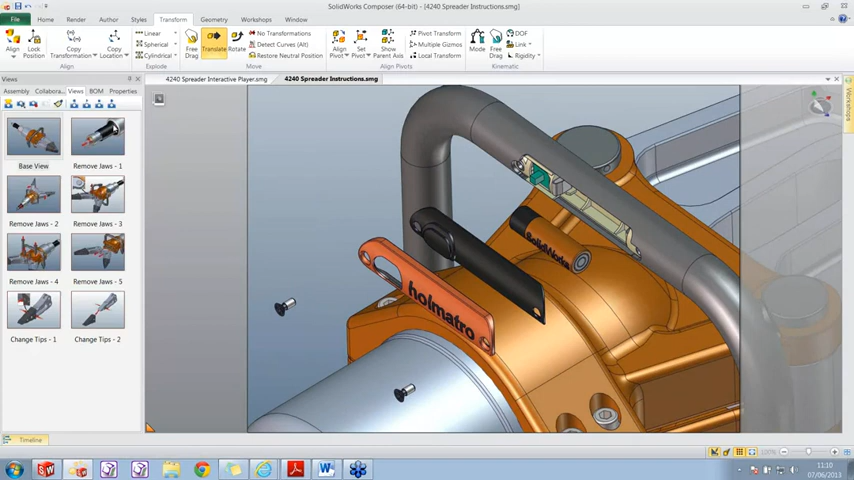 SolidWorks Composer (64-bit) - [4240 Spreader Instructions.smg]
File Home Render Author Styles Transform Geometry Workshops Window
Align Lock Position Copy Transformation Copy Location Linear Spherical Cylindrical
Free Drag Translate Rotate Explode Line Detect Curves (Alt) Restore Neutral Position
Align Pivot Set Pivot Show Parent Axis Pivot Transform Multiple Gizmos Local Transform
Mode Free Drag DOF Link Rigidity
Align Explode Move Align Pivots Kinematic
Views
4240 Spreader Interactive Player.smg 4240 Spreader Instructions.smg
Assembly Collabora... Views BOM Properties
Workshops
Base View Remove Jaws - 1
Remove Jaws - 2 Remove Jaws - 3
Remove Jaws - 4 Remove Jaws - 5
Change Tips - 1 Change Tips - 2
SolidWorks
holmatro
Timeline
100%
11:10
07/06/2013